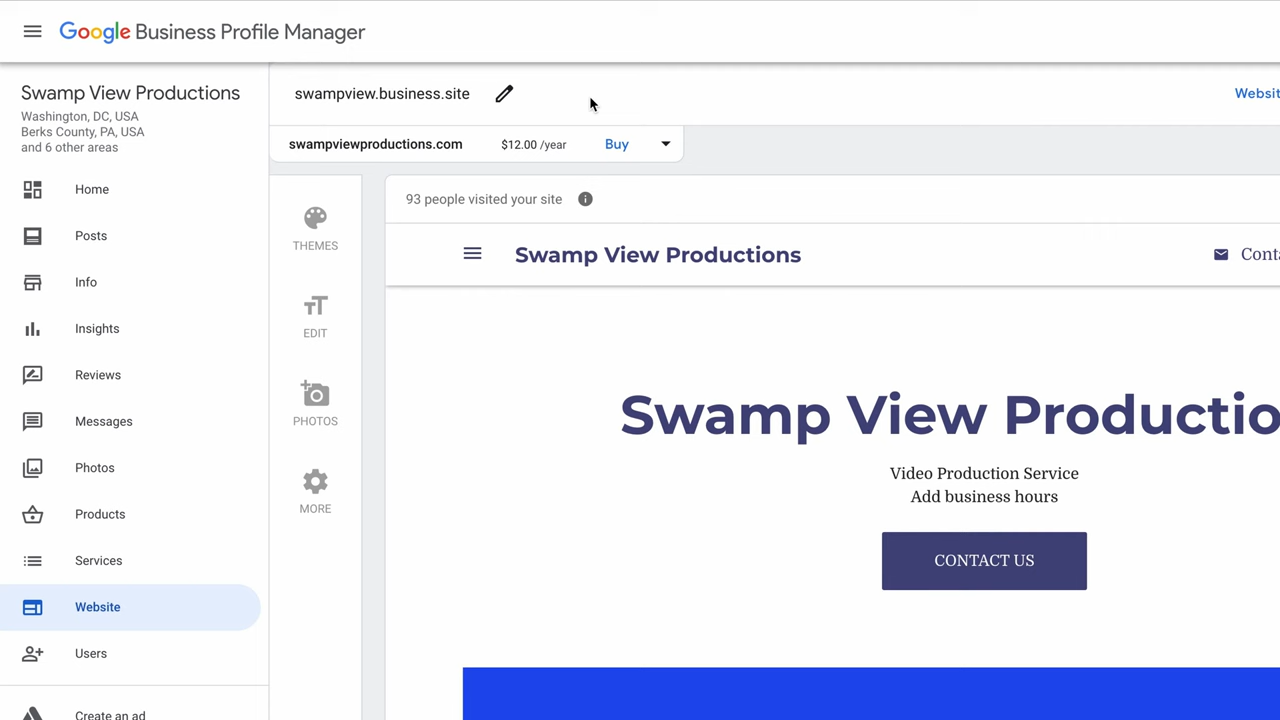 Google Business Profile Manager
Swamp View Productions
Washington, DC, USA
Berks County, PA, USA
and 6 other areas
Home
Posts
Info
Insights
Reviews
Messages
Photos
Products
Services
Website
Users
Create an ad
swampview.business.site
swampviewproductions.com $12.00 /year Buy
THEMES
EDIT
PHOTOS
MORE
93 people visited your site
Swamp View Productions
Swamp View Productio
Video Production Service
Add business hours
CONTACT US
Websit
Conta